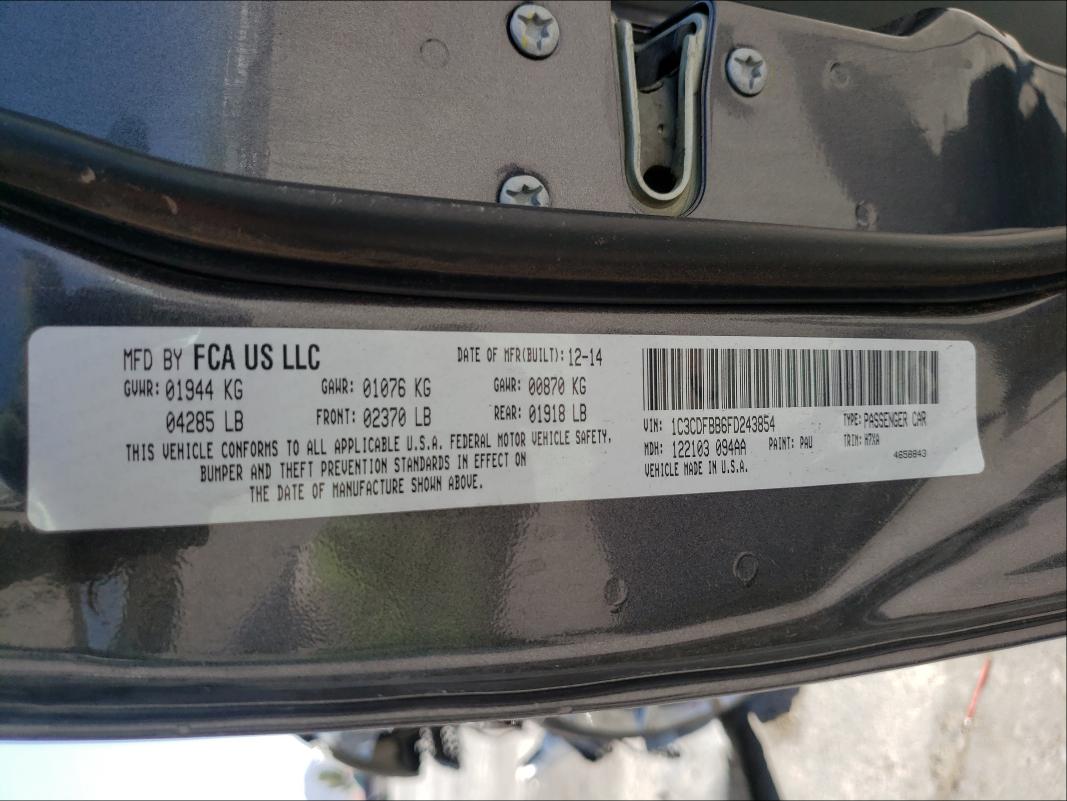 MFD BY FCA US LLC DATE OF MFR(BUILT): 12-14
GVWR: 01944 KG GAWR: 01076 KG GAWR: 00870 KG
04285 LB FRONT: 02370 LB REAR: 01918 LB
THIS VEHICLE CONFORMS TO ALL APPLICABLE U.S.A. FEDERAL MOTOR VEHICLE SAFETY,
BUMPER AND THEFT PREVENTION STANDARDS IN EFFECT ON
THE DATE OF MANUFACTURE SHOWN ABOVE.
VIN: 1C3CDFBB6FD243854 TYPE: PASSENGER CAR
MDH: 122103 094AA PAINT: PAU TRIM: H7XA
VEHICLE MADE IN U.S.A. 4658843